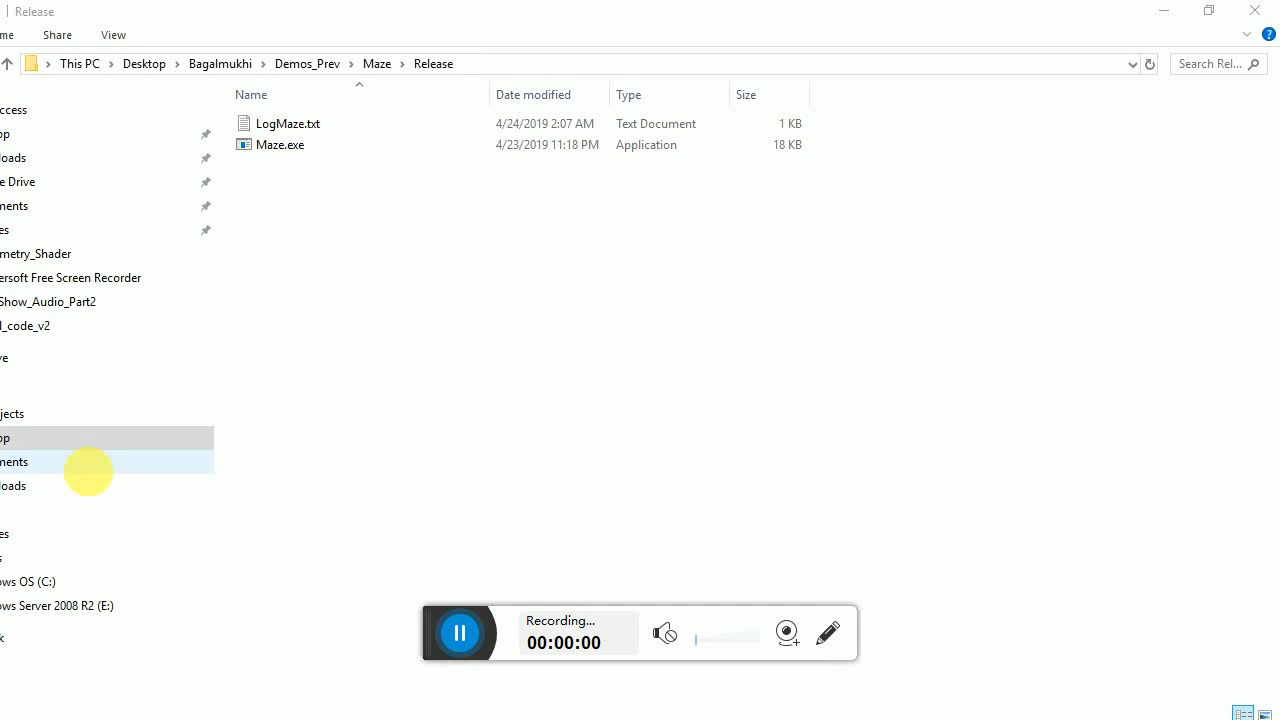 Release
me Share View
This PC Desktop Bagalmukhi Demos_Prev Maze Release Search Rel...
Name Date modified Type Size
LogMaze.txt 4/24/2019 2:07 AM Text Document 1 KB
Maze.exe 4/23/2019 11:18 PM Application 18 KB
ccess
op
loads
e Drive
ments
es
metry_Shader
ersoft Free Screen Recorder
Show_Audio_Part2
l_code_v2
ve
jects
op
ments
loads
es
s
ows OS (C:)
ows Server 2008 R2 (E:)
k
Recording...
00:00:00